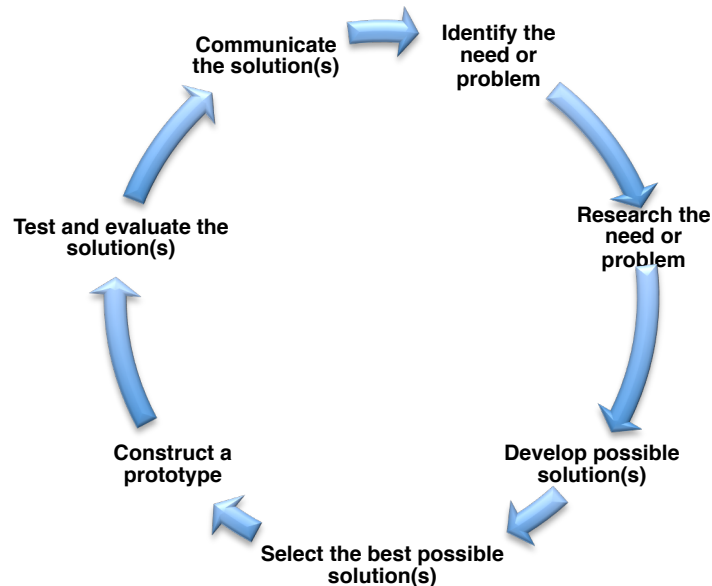 Identify the
need or
problem
Research the
need or
problem
Develop possible
solution(s)
Select the best possible
solution(s)
Construct a
prototype
Test and evaluate the
solution(s)
Communicate
the solution(s)